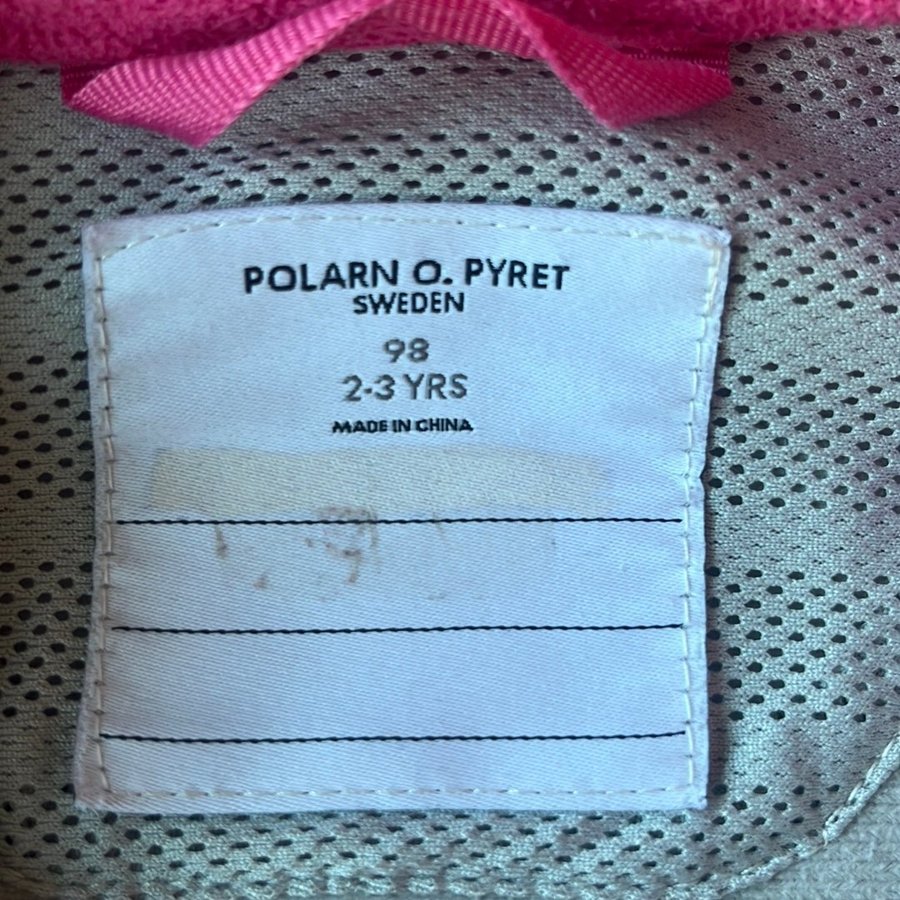 POLARN O. PYRET
SWEDEN
98
2-3 YRS
MADE IN CHINA